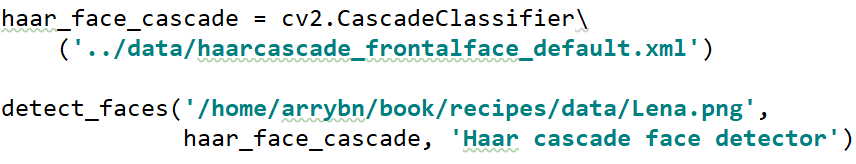 haar_face_cascade = cv2.CascadeClassifier\
    ('../data/haarcascade_frontalface_default.xml')
detect_faces('/home/arrybn/book/recipes/data/Lena.png',
             haar_face_cascade, 'Haar cascade face detector')